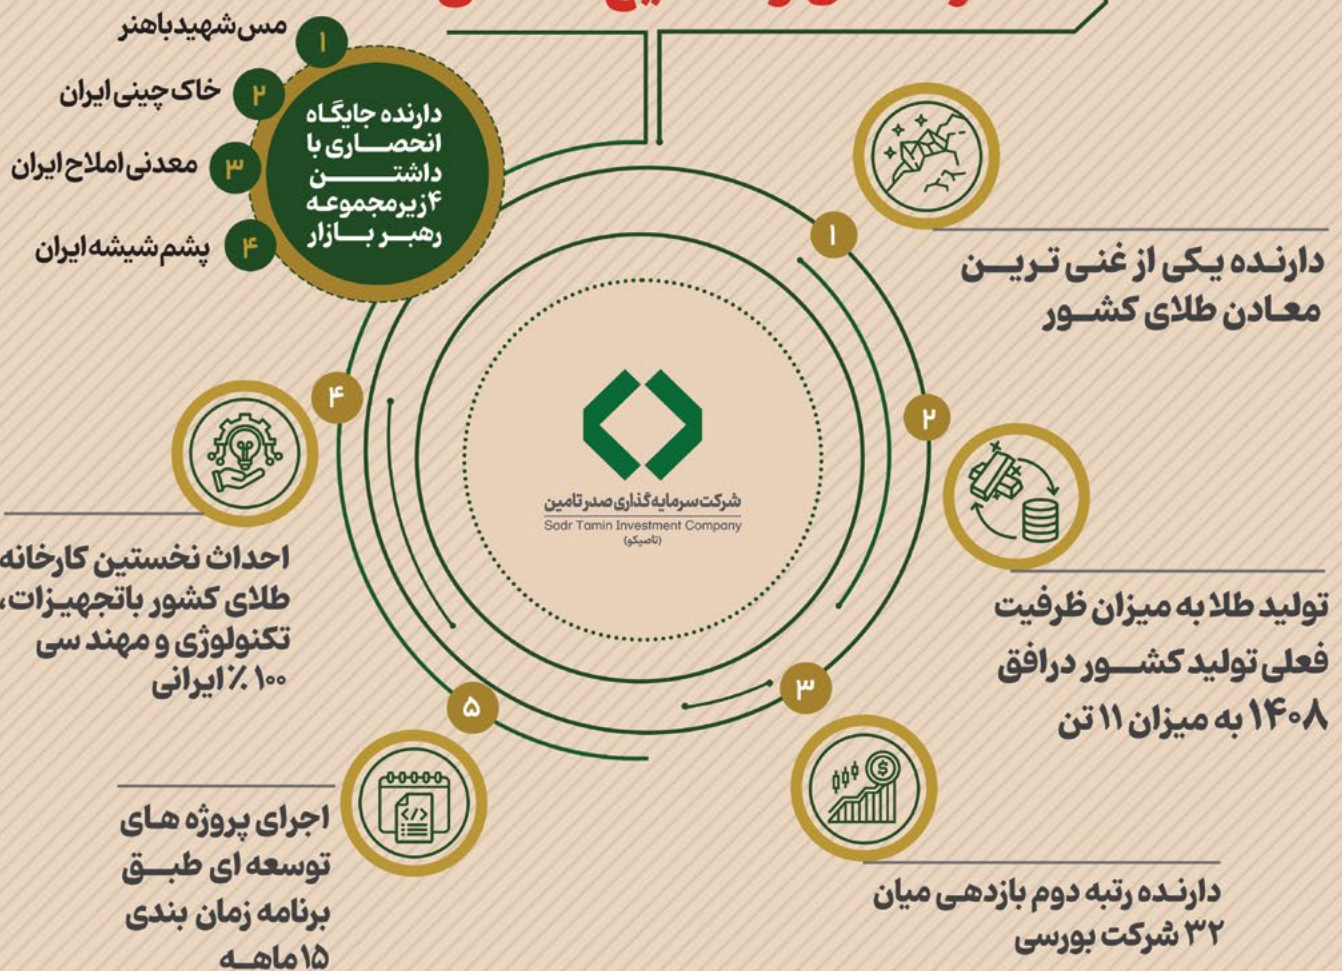 ۱
مس شهید باهنر
۲
خاک چینی ایران
۳
معدنی املاح ایران
۴
پشم شیشه ایران
دارنده جایگاه
انحصاری با
داشتن
۴ زیرمجموعه
رهبر بازار
۱
دارنده یکی از غنی ترین
معادن طلای کشور
۲
تولید طلا به میزان ظرفیت
فعلی تولید کشور در افق
۱۴۰۸ به میزان ۱۱ تن
۳
دارنده رتبه دوم بازدهی میان
۳۲ شرکت بورسی
۴
احداث نخستین کارخانه
طلای کشور باتجهیزات،
تکنولوژی و مهند سی
۱۰۰ ٪ ایرانی
۵
اجرای پروژه های
توسعه ای طبق
برنامه زمان بندی
۱۵ ماهه
شرکت سرمایه گذاری صدر تامین
Sadr Tamin Investment Company
(تاصیکو)